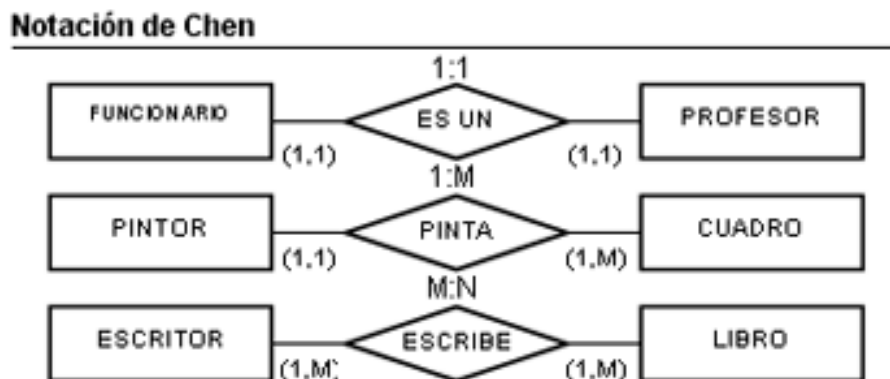 Notación de Chen
1:1
FUNCIONARIO ES UN PROFESOR
(1,1) (1,1)
1:M
PINTOR PINTA CUADRO
(1,1) (1,M)
M:N
ESCRITOR ESCRIBE LIBRO
(1,M) (1,M)